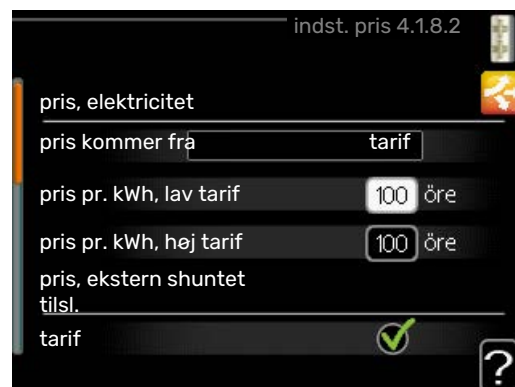 indst. pris 4.1.8.2
pris, elektricitet
pris kommer fra tarif
pris pr. kWh, lav tarif 100 öre
pris pr. kWh, høj tarif 100 öre
pris, ekstern shuntet
tilsl.
tarif
?